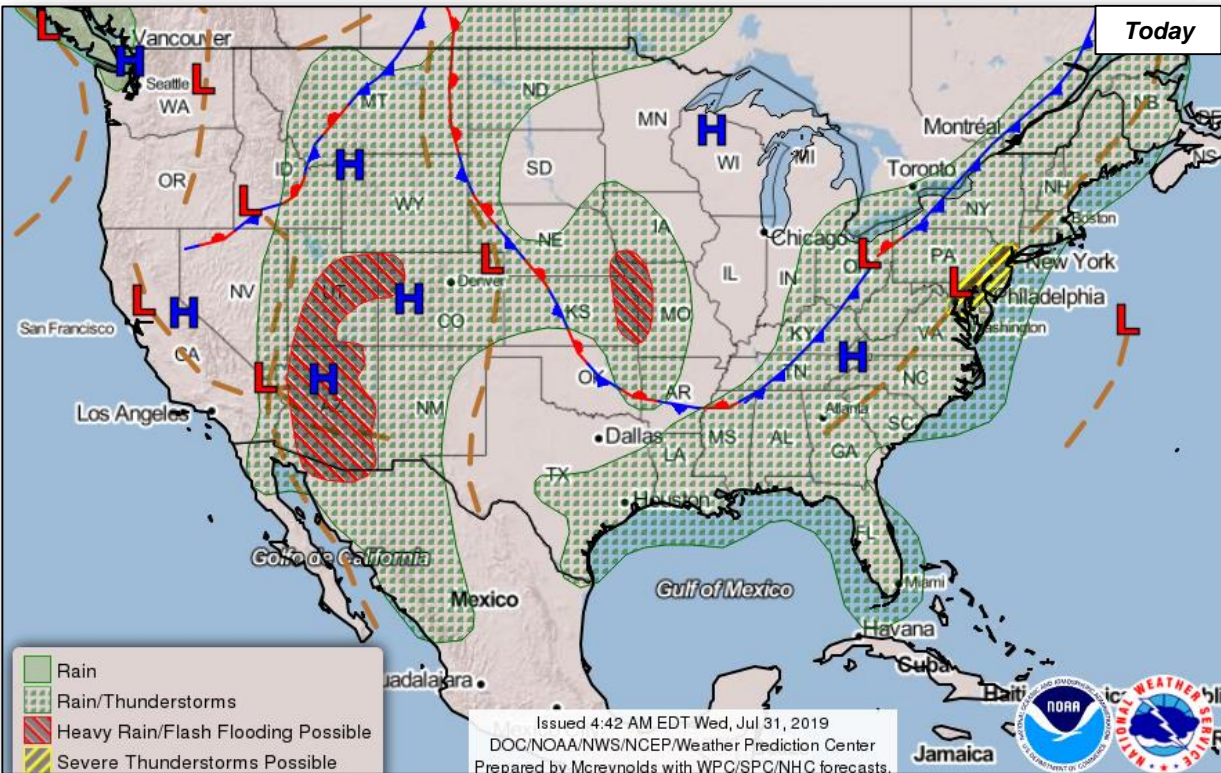 Today
L
Vancouver
H
Seattle
L
WA
MT
ND
MN
H
Montréal
NB
NS
OR
ID
H
SD
WI
MI
Toronto
NH
L
WY
NY
Boston
IA
Chicago
L
PA
NE
New York
L
Denver
IL
IN
L
Philadelphia
NV
UT
H
CO
KS
MO
L
H
San Francisco
KY
VA
Washington
L
CA
H
L
H
OK
TN
NC
AZ
AR
Los Angeles
NM
Atlanta
SC
Dallas
MS
AL
GA
LA
TX
Houston
FL
Golfo de California
Gulf of Mexico
Miami
Mexico
Havana
Cuba
Rain
Rain/Thunderstorms
Heavy Rain/Flash Flooding Possible
Severe Thunderstorms Possible
Issued 4:42 AM EDT Wed, Jul 31, 2019
DOC/NOAA/NWS/NCEP/Weather Prediction Center
Prepared by Mcreynolds with WPC/SPC/NHC forecasts.
Jamaica
NOAA
NATIONAL WEATHER SERVICE